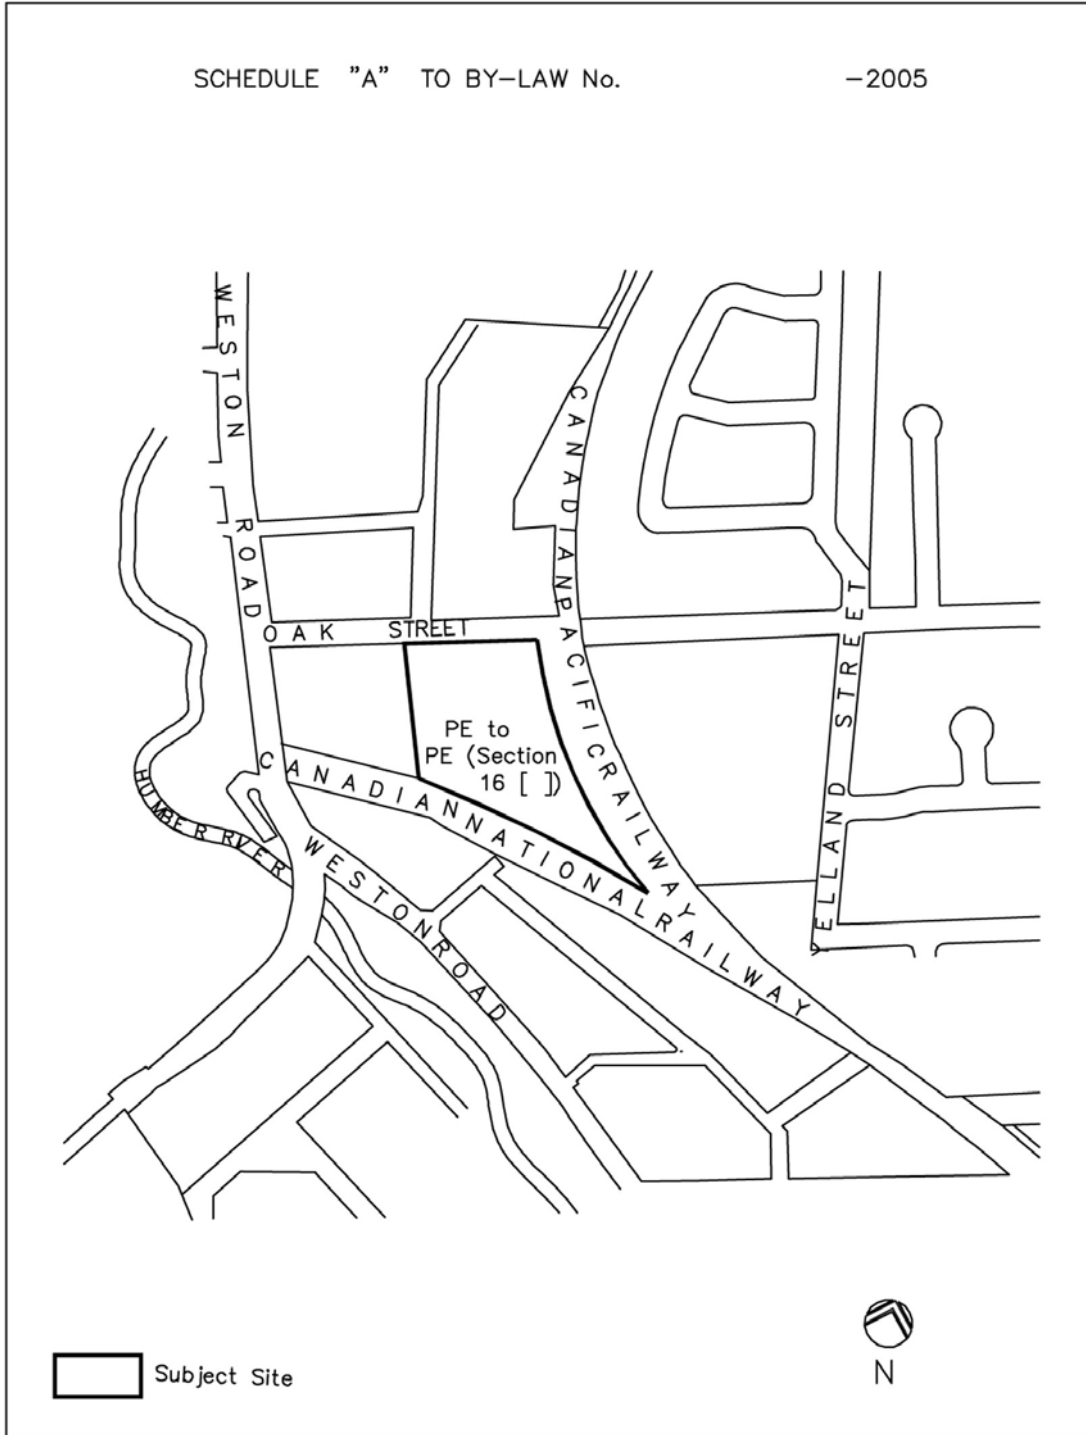 SCHEDULE "A" TO BY-LAW No. -2005
WESTON ROAD
CANADIAN PACIFIC RAILWAY
OAK STREET
YELLAND STREET
PE to
PE (Section
16 [ ])
CANADIAN NATIONAL RAILWAY
HUMBER RIVER
WESTON ROAD
N
Subject Site